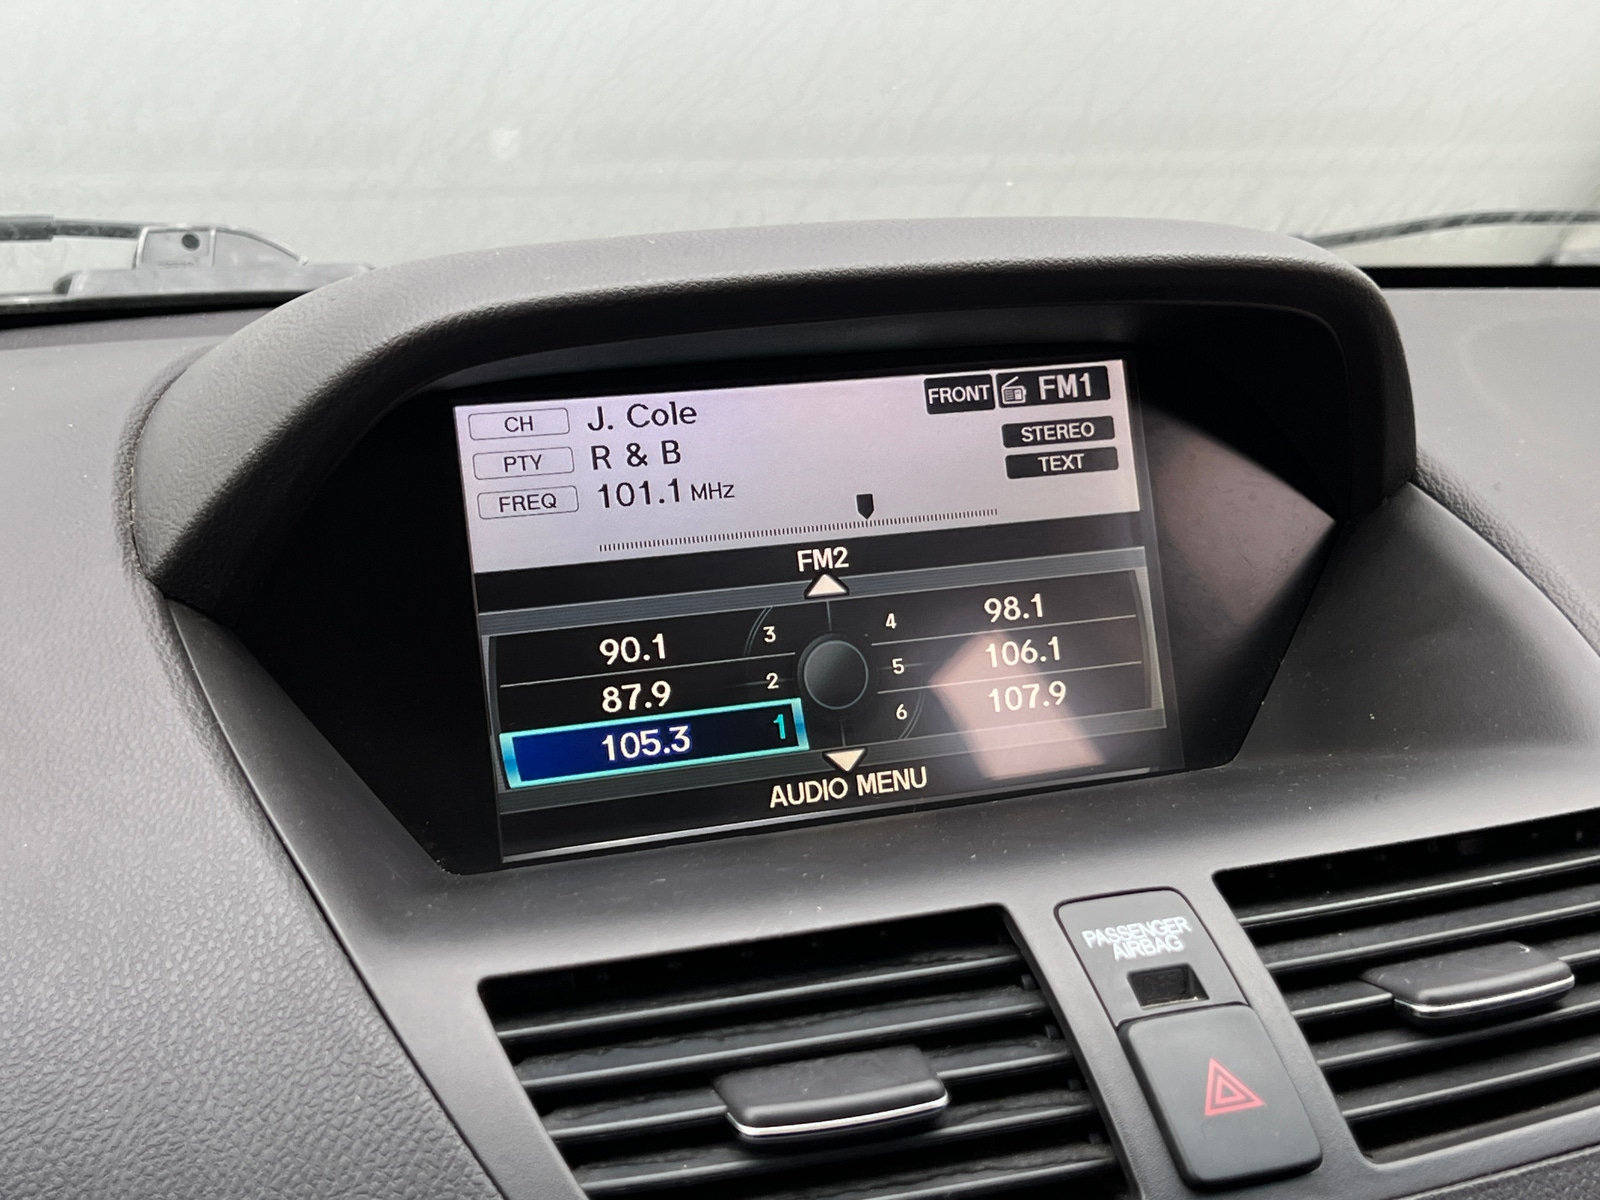 CH J. Cole FRONT FM1
PTY R & B STEREO
FREQ 101.1 MHz TEXT
FM2
90.1 3 4 98.1
87.9 2 5 106.1
105.3 1 6 107.9
AUDIO MENU
PASSENGER
AIRBAG